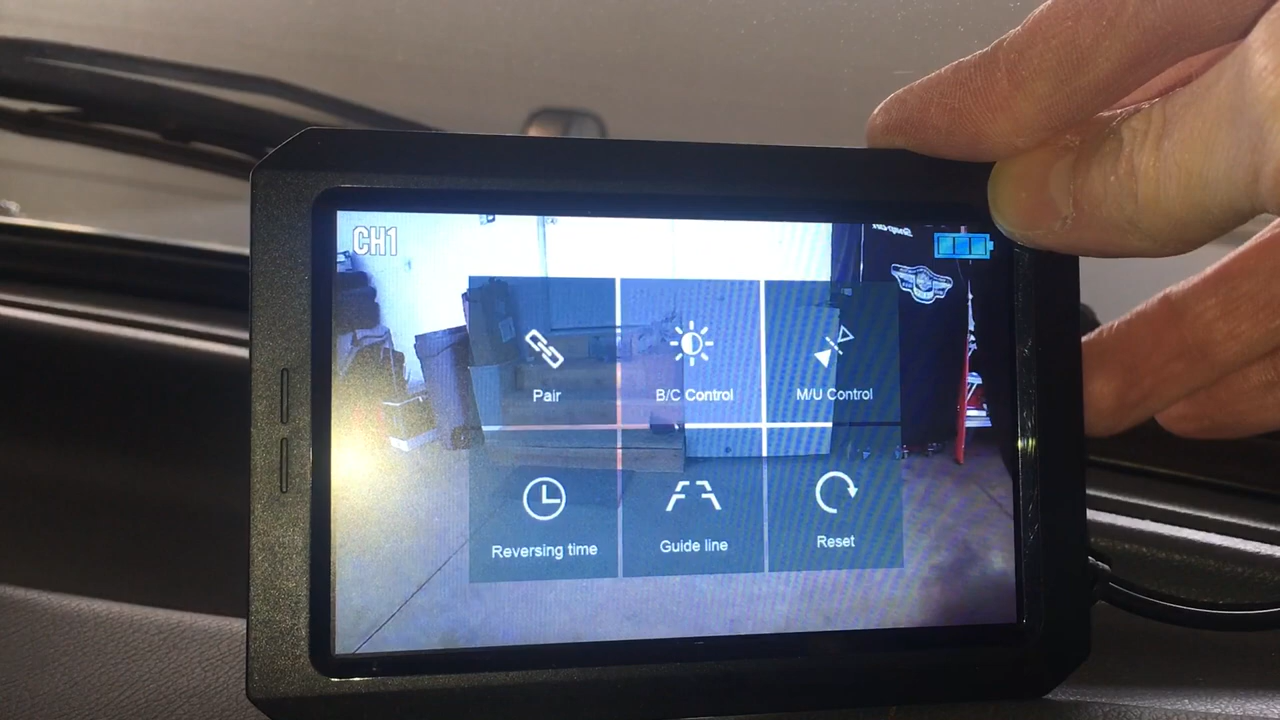 CH1
Pair
B/C Control
M/U Control
Reversing time
Guide line
Reset